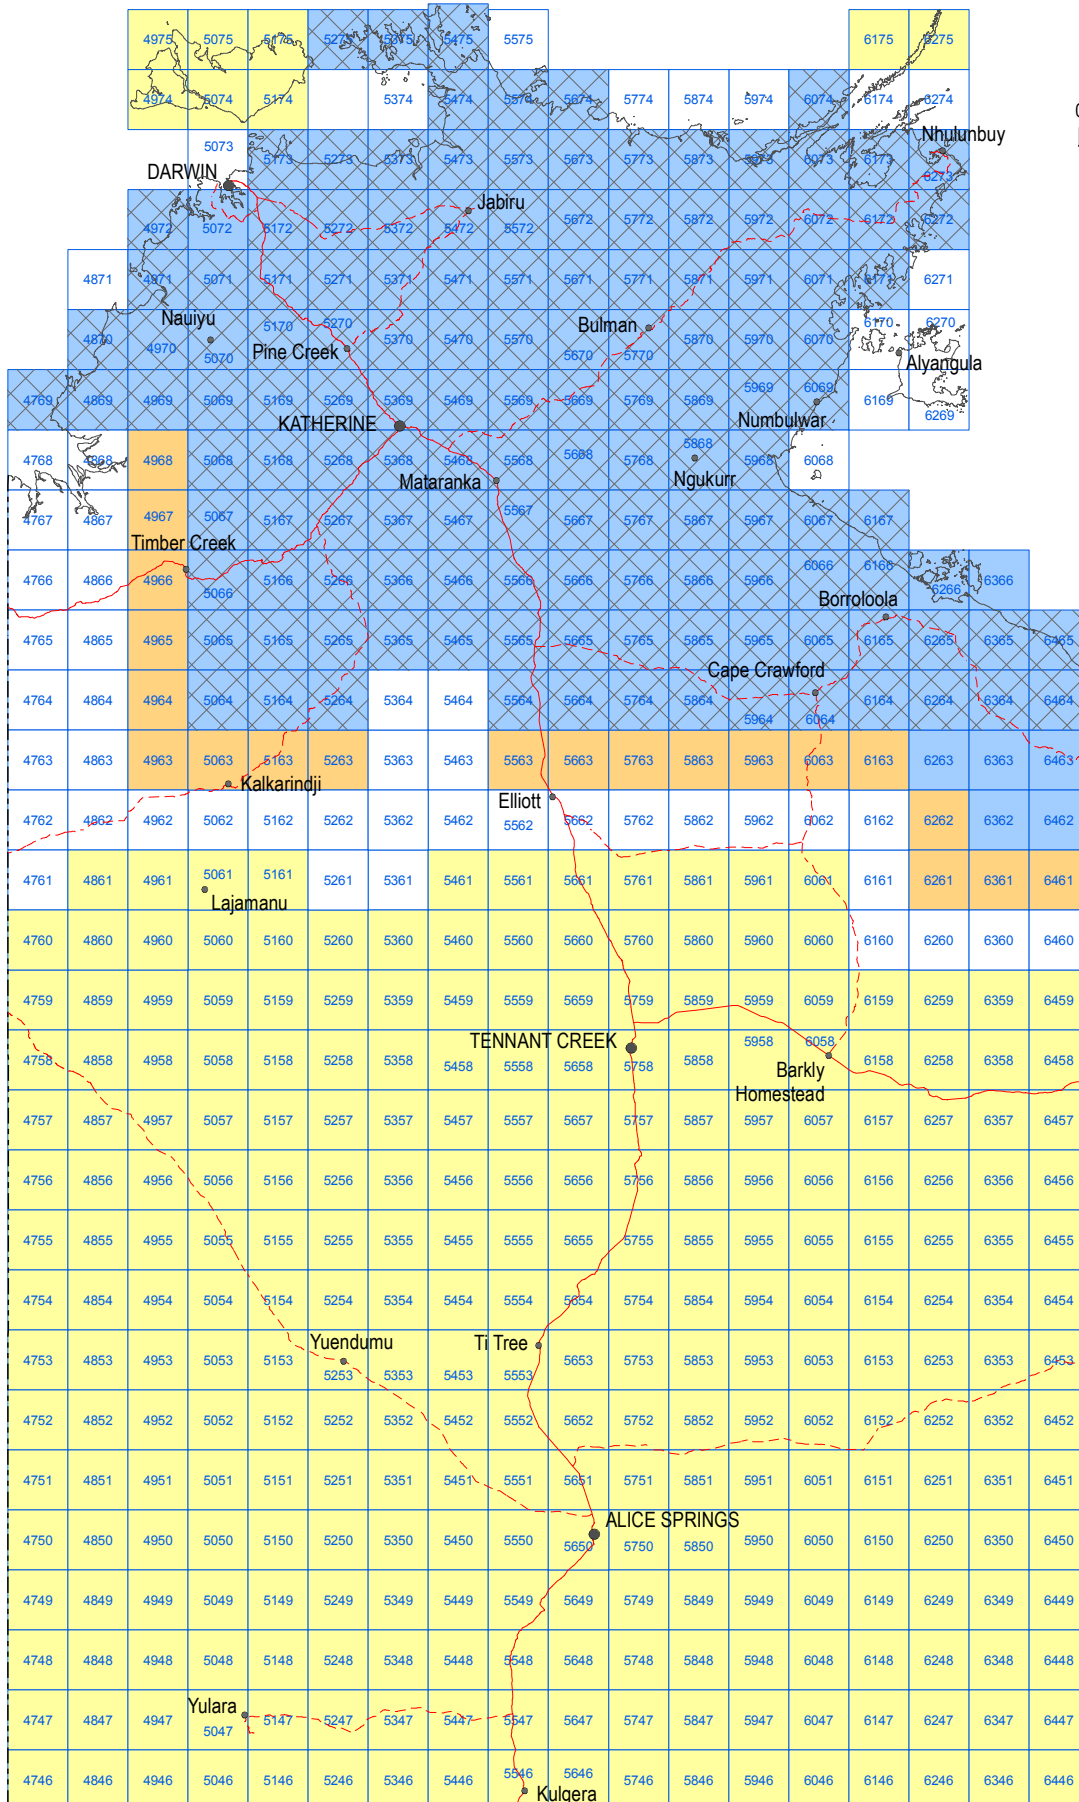 4975 5075 5175 5275 5375 5475 5575 6175 6275
4974 5074 5174 5374 5474 5574 5674 5774 5874 5974 6074 6174 6274
Nhulunbuy
5073 5173 5273 5373 5473 5573 5673 5773 5873 5973 6073 6173 6273
DARWIN
Jabiru
4972 5072 5172 5272 5372 5472 5572 5672 5772 5872 5972 6072 6172 6272
4871 4971 5071 5171 5271 5371 5471 5571 5671 5771 5871 5971 6071 6171 6271
Nauiyu
Bulman
4870 4970 5070 5170 5270 5370 5670 5770 5870 5970 6070 6170 6270
Pine Creek
Alyangula
4769 4869 4969 5069 5169 5269 5369 5469 5569 5669 5769 5869 5969 6069 6169 6269
KATHERINE
Numbulwar
4768 4868 4968 5068 5168 5268 5368 5468 5568 5668 5768 5868 5968 6068
Mataranka
Ngukurr
4767 4867 4967 5067 5167 5267 5367 5467 5567 5667 5767 5867 5967 6067 6167
Timber Creek
4766 4866 4966 5066 5166 5266 5366 5466 5566 5666 5766 5866 5966 6066 6166 6266 6366
Borroloola
4765 4865 4965 5065 5165 5265 5365 5465 5565 5665 5765 5865 5965 6065 6165 6265 6365 6465
Cape Crawford
4764 4864 4964 5064 5164 5264 5364 5464 5564 5664 5764 5864 5964 6064 6164 6264 6364 6464
4763 4863 4963 5063 5163 5263 5363 5463 5563 5663 5763 5863 5963 6063 6163 6263 6363 6463
Kalkarindji
Elliott
4762 4862 4962 5062 5162 5262 5362 5462 5562 5662 5762 5862 5962 6062 6162 6262 6362 6462
4761 4861 4961 5061 5161 5261 5361 5461 5561 5661 5761 5861 5961 6061 6161 6261 6361 6461
Lajamanu
4760 4860 4960 5060 5160 5260 5360 5460 5560 5660 5760 5860 5960 6060 6160 6260 6360 6460
4759 4859 4959 5059 5159 5259 5359 5459 5559 5659 5759 5859 5959 6059 6159 6259 6359 6459
TENNANT CREEK
4758 4858 4958 5058 5158 5258 5358 5458 5558 5658 5758 5858 5958 6058 6158 6258 6358 6458
Barkly
Homestead
4757 4857 4957 5057 5157 5257 5357 5457 5557 5657 5757 5857 5957 6057 6157 6257 6357 6457
4756 4856 4956 5056 5156 5256 5356 5456 5556 5656 5756 5856 5956 6056 6156 6256 6356 6456
4755 4855 4955 5055 5155 5255 5355 5455 5555 5655 5755 5855 5955 6055 6155 6255 6355 6455
4754 4854 4954 5054 5154 5254 5354 5454 5554 5654 5754 5854 5954 6054 6154 6254 6354 6454
Yuendumu
Ti Tree
4753 4853 4953 5053 5153 5253 5353 5453 5553 5653 5753 5853 5953 6053 6153 6253 6353 6453
4752 4852 4952 5052 5152 5252 5352 5452 5552 5652 5752 5852 5952 6052 6152 6252 6352 6452
4751 4851 4951 5051 5151 5251 5351 5451 5551 5651 5751 5851 5951 6051 6151 6251 6351 6451
ALICE SPRINGS
4750 4850 4950 5050 5150 5250 5350 5450 5550 5650 5750 5850 5950 6050 6150 6250 6350 6450
4749 4849 4949 5049 5149 5249 5349 5449 5549 5649 5749 5849 5949 6049 6149 6249 6349 6449
4748 4848 4948 5048 5148 5248 5348 5448 5548 5648 5748 5848 5948 6048 6148 6248 6348 6448
Yulara
4747 4847 4947 5047 5147 5247 5347 5447 5547 5647 5747 5847 5947 6047 6147 6247 6347 6447
4746 4846 4946 5046 5146 5246 5346 5446 5546 5646 5746 5846 5946 6046 6146 6246 6346 6446
Kulgera